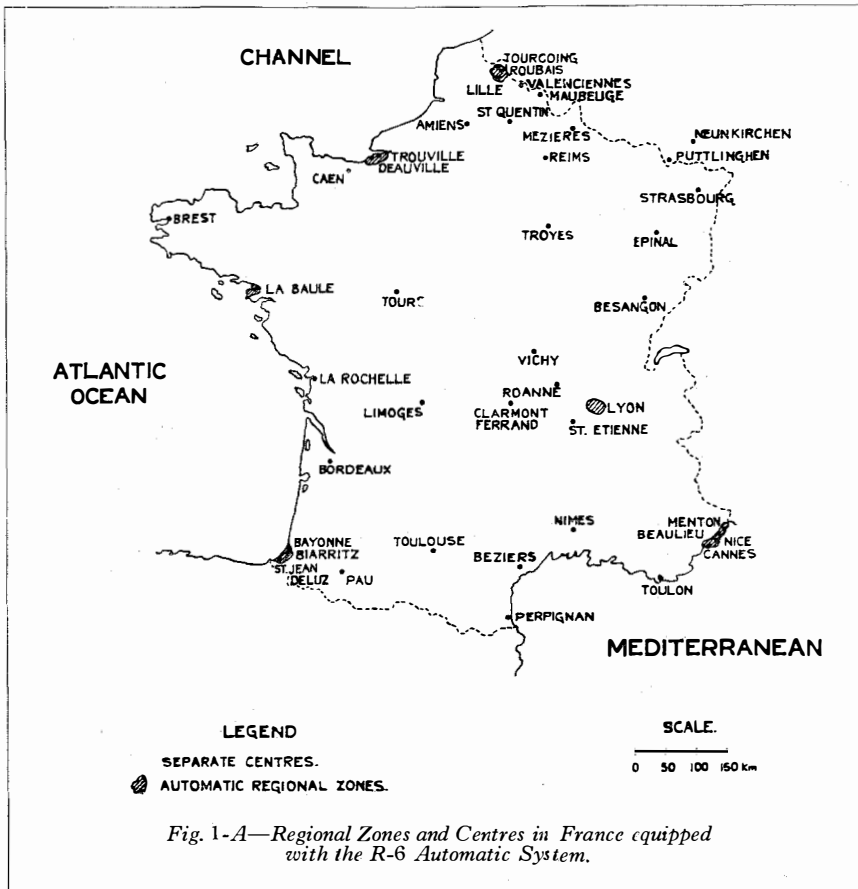 CHANNEL
TOURCOING
ROUBAIS
LILLE
VALENCIENNES
MAUBEUGE
ST QUENTIN
AMIENS
MEZIERES
REIMS
NEUNKIRCHEN
PUTTLINGHEN
TROUVILLE
DEAUVILLE
CAEN
STRASBOURG
BREST
TROYES
EPINAL
LA BAULE
TOURS
BESANGON
ATLANTIC
OCEAN
VICHY
LA ROCHELLE
ROANNE
LYON
LIMOGES
CLARMONT
FERRAND
ST. ETIENNE
BORDEAUX
NIMES
MENTON
BEAULIEU
NICE
CANNES
BAYONNE
BIARRITZ
ST. JEAN
DELUZ
PAU
TOULOUSE
BEZIERS
TOULON
PERPIGNAN
MEDITERRANEAN
LEGEND
SEPARATE CENTRES.
AUTOMATIC REGIONAL ZONES.
SCALE.
0 50 100 150 Km
Fig. 1-A—Regional Zones and Centres in France equipped
with the R-6 Automatic System.